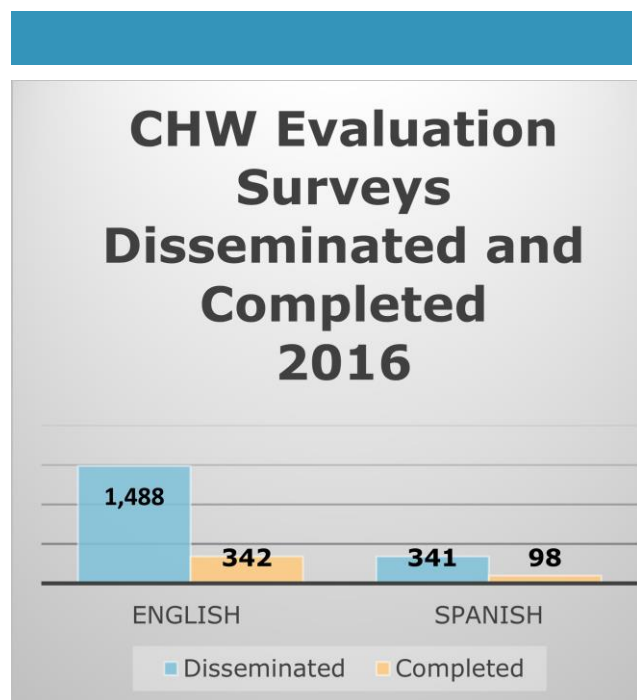 CHW Evaluation
Surveys
Disseminated and
Completed
2016
1,488
342
341
98
ENGLISH
SPANISH
Disseminated
Completed